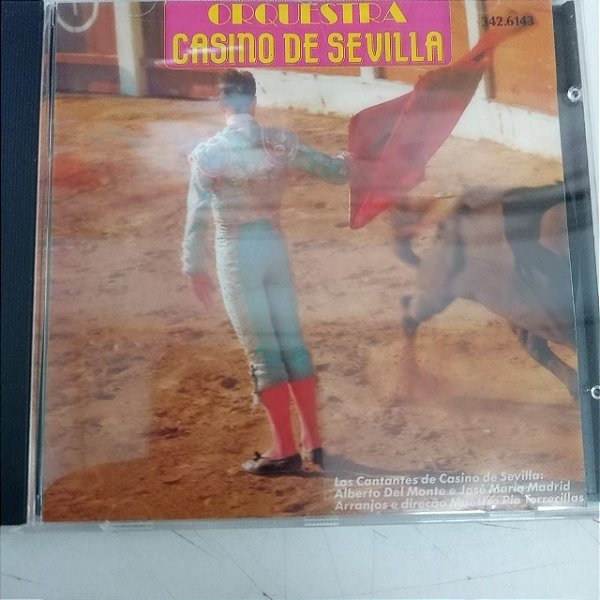 ORQUESTRA
CASINO DE SEVILLA
342.6143
Los Cantantes de Casino de Sevilla:
Alberto Del Monte e José Maria Madrid
Arranjos e direção Maestro Pio Torrecillas